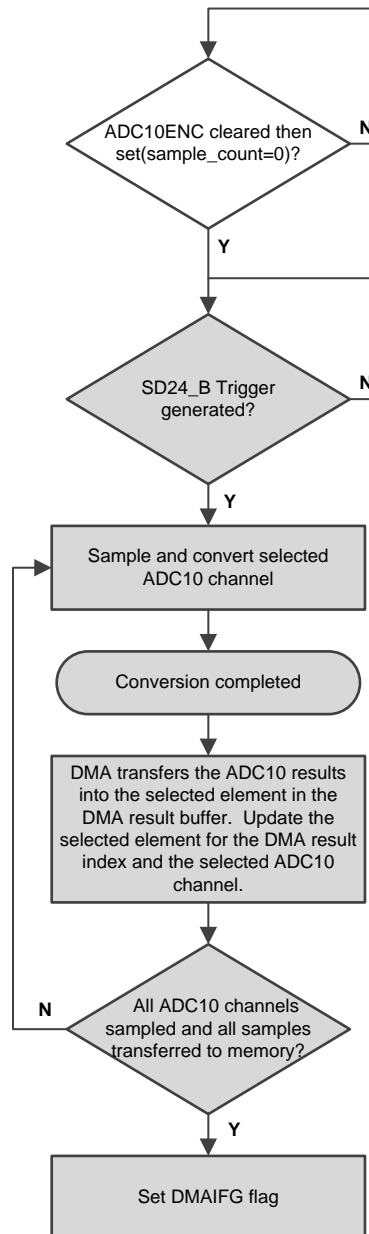 ADC10ENC cleared then
set(sample_count=0)?
N
Y
SD24_B Trigger
generated?
N
Y
Sample and convert selected
ADC10 channel
Conversion completed
DMA transfers the ADC10 results
into the selected element in the
DMA result buffer.  Update the
selected element for the DMA result
index and the selected ADC10
channel.
N
All ADC10 channels
sampled and all samples
transferred to memory?
Y
Set DMAIFG flag